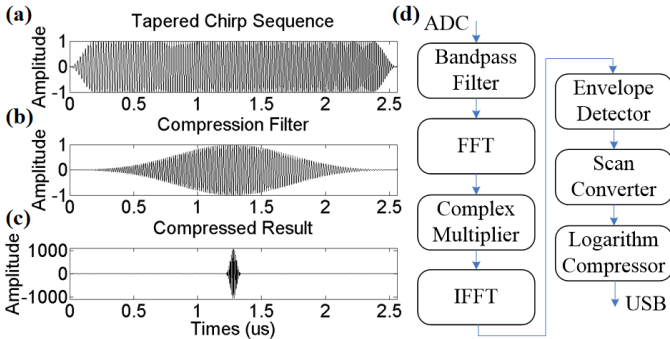 (a)
Tapered Chirp Sequence
Amplitude
1
0
-1
0 0.5 1 1.5 2 2.5
(b)
Compression Filter
Amplitude
1
0
-1
0 0.5 1 1.5 2 2.5
(c)
Compressed Result
Amplitude
1000
0
-1000
0 0.5 1 1.5 2 2.5
Times (us)
(d)
ADC
Bandpass
Filter
FFT
Complex
Multiplier
IFFT
Envelope
Detector
Scan
Converter
Logarithm
Compressor
USB